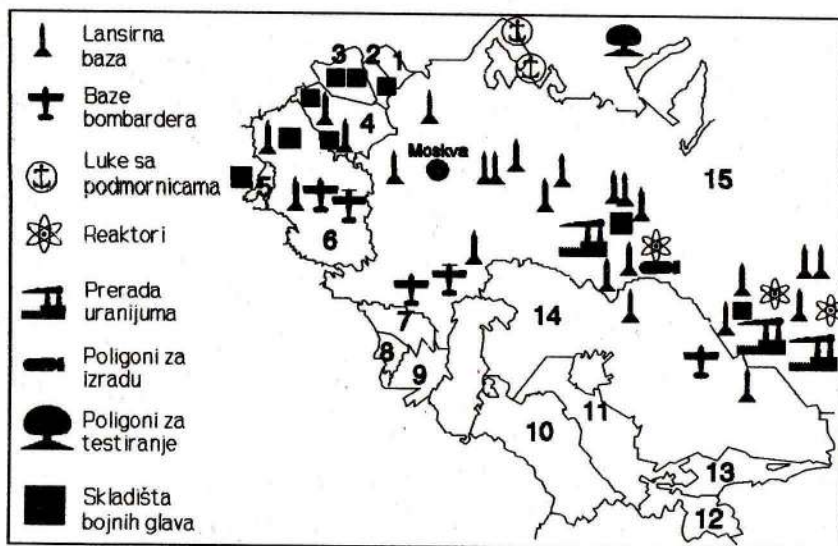 Lansirna
baza
Baze
bombardera
Luke sa
podmornicama
Reaktori
Prerada
uranijuma
Poligoni za
izradu
Poligoni za
testiranje
Skladišta
bojnih glava
3 2 1
4
Moskva
15
5
6
7
14
8
9
11
10
13
12